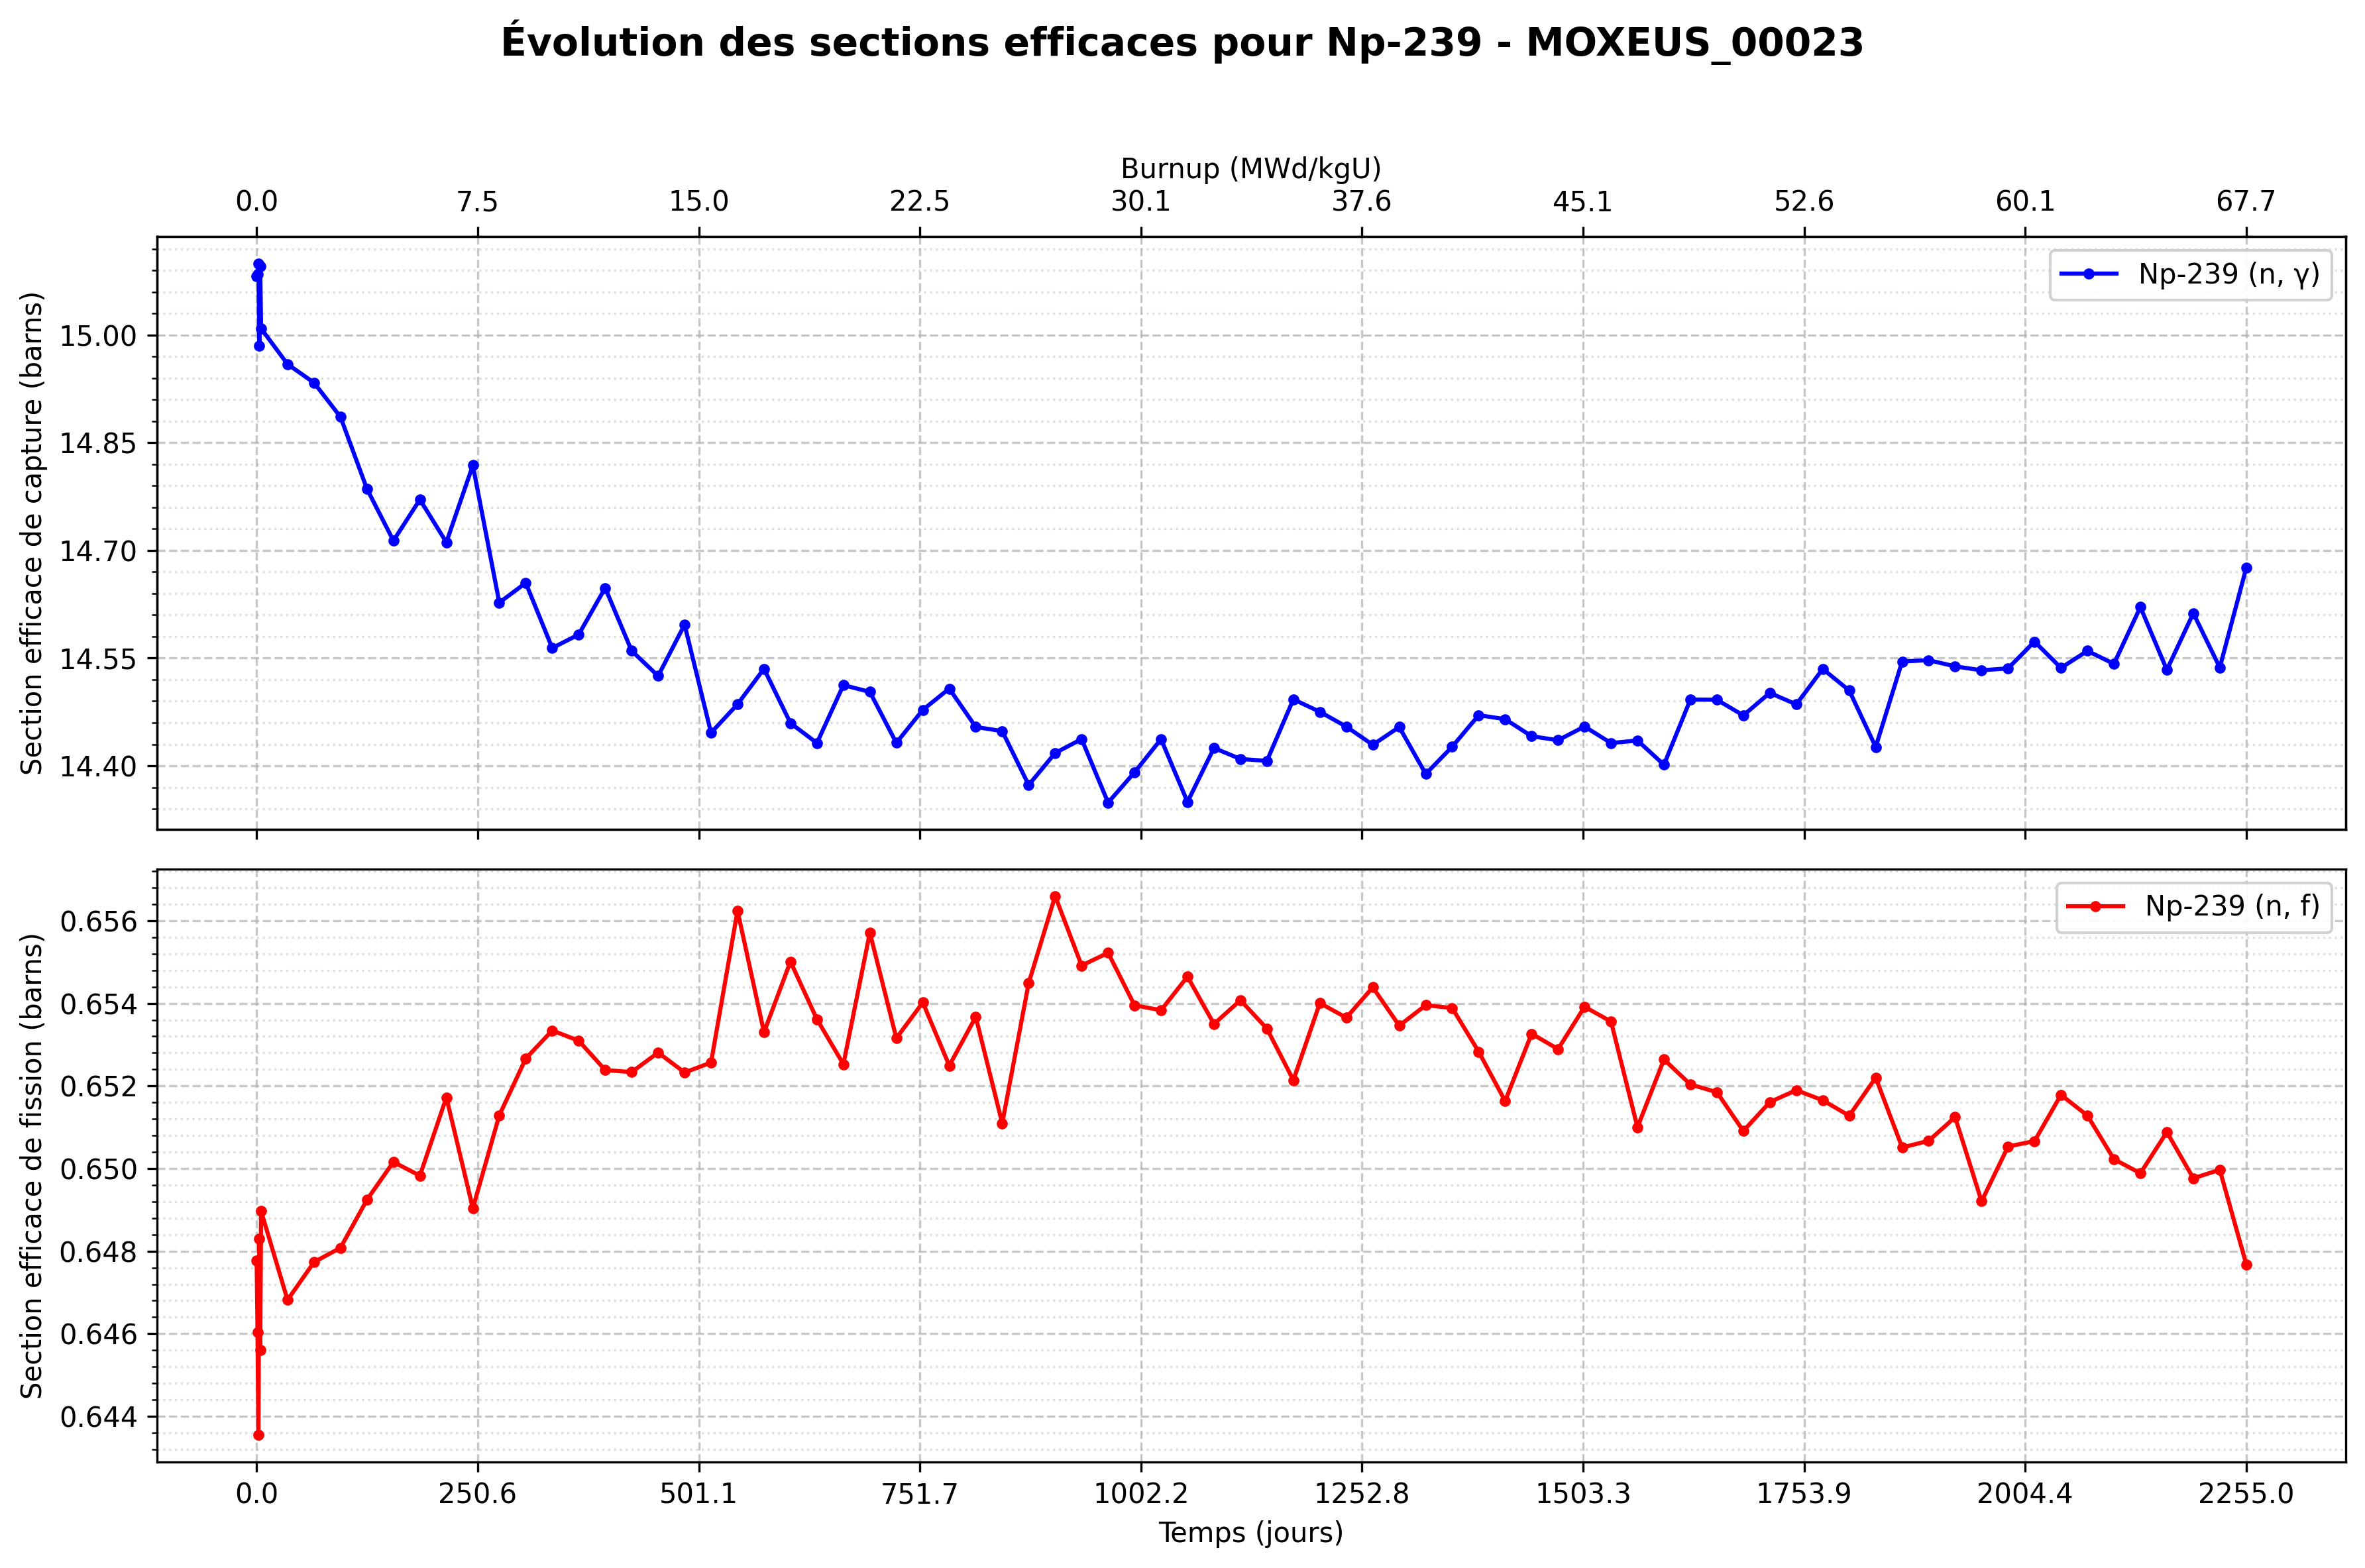 Évolution des sections efficaces pour Np-239 - MOXEUS_00023
Burnup (MWd/kgU)
0.0 7.5 15.0 22.5 30.1 37.6 45.1 52.6 60.1 67.7
Section efficace de capture (barns)
15.00
14.85
14.70
14.55
14.40
Np-239 (n, γ)
Section efficace de fission (barns)
0.656
0.654
0.652
0.650
0.648
0.646
0.644
Np-239 (n, f)
0.0 250.6 501.1 751.7 1002.2 1252.8 1503.3 1753.9 2004.4 2255.0
Temps (jours)